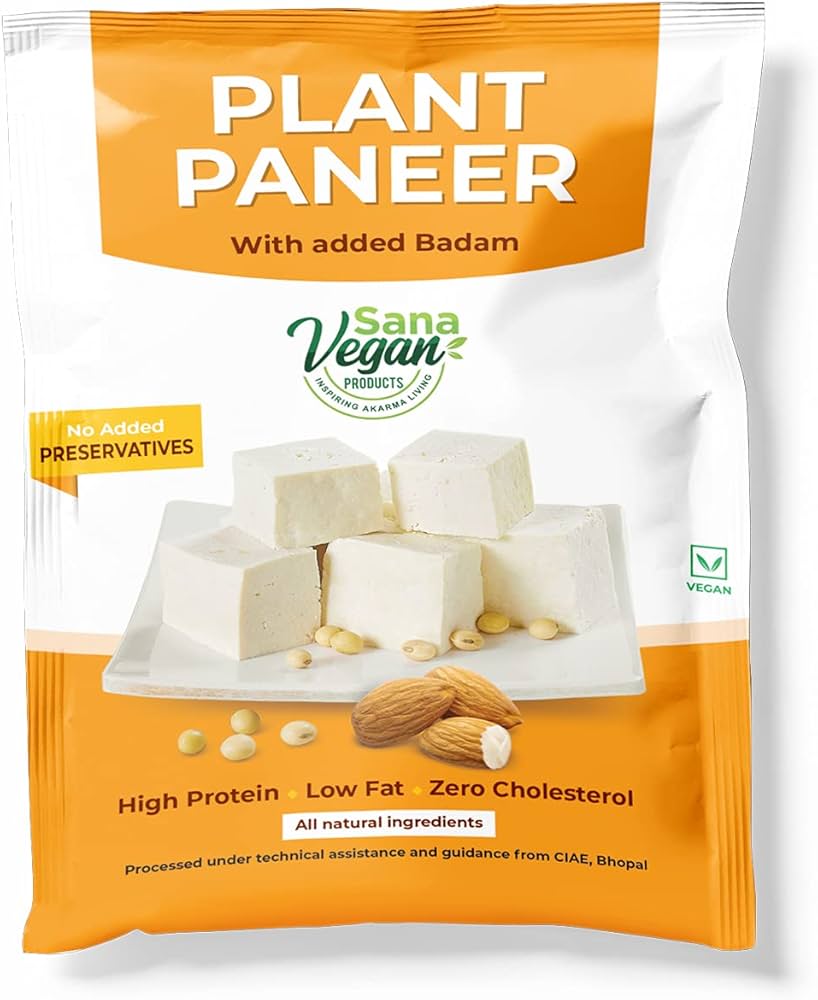 PLANT
PANEER
With added Badam
Sana
Vegan
PRODUCTS
INSPIRING AKARMA LIVING
No Added
PRESERVATIVES
VEGAN
High Protein Low Fat Zero Cholesterol
All natural ingredients
Processed under technical assistance and guidance from CIAE, Bhopal